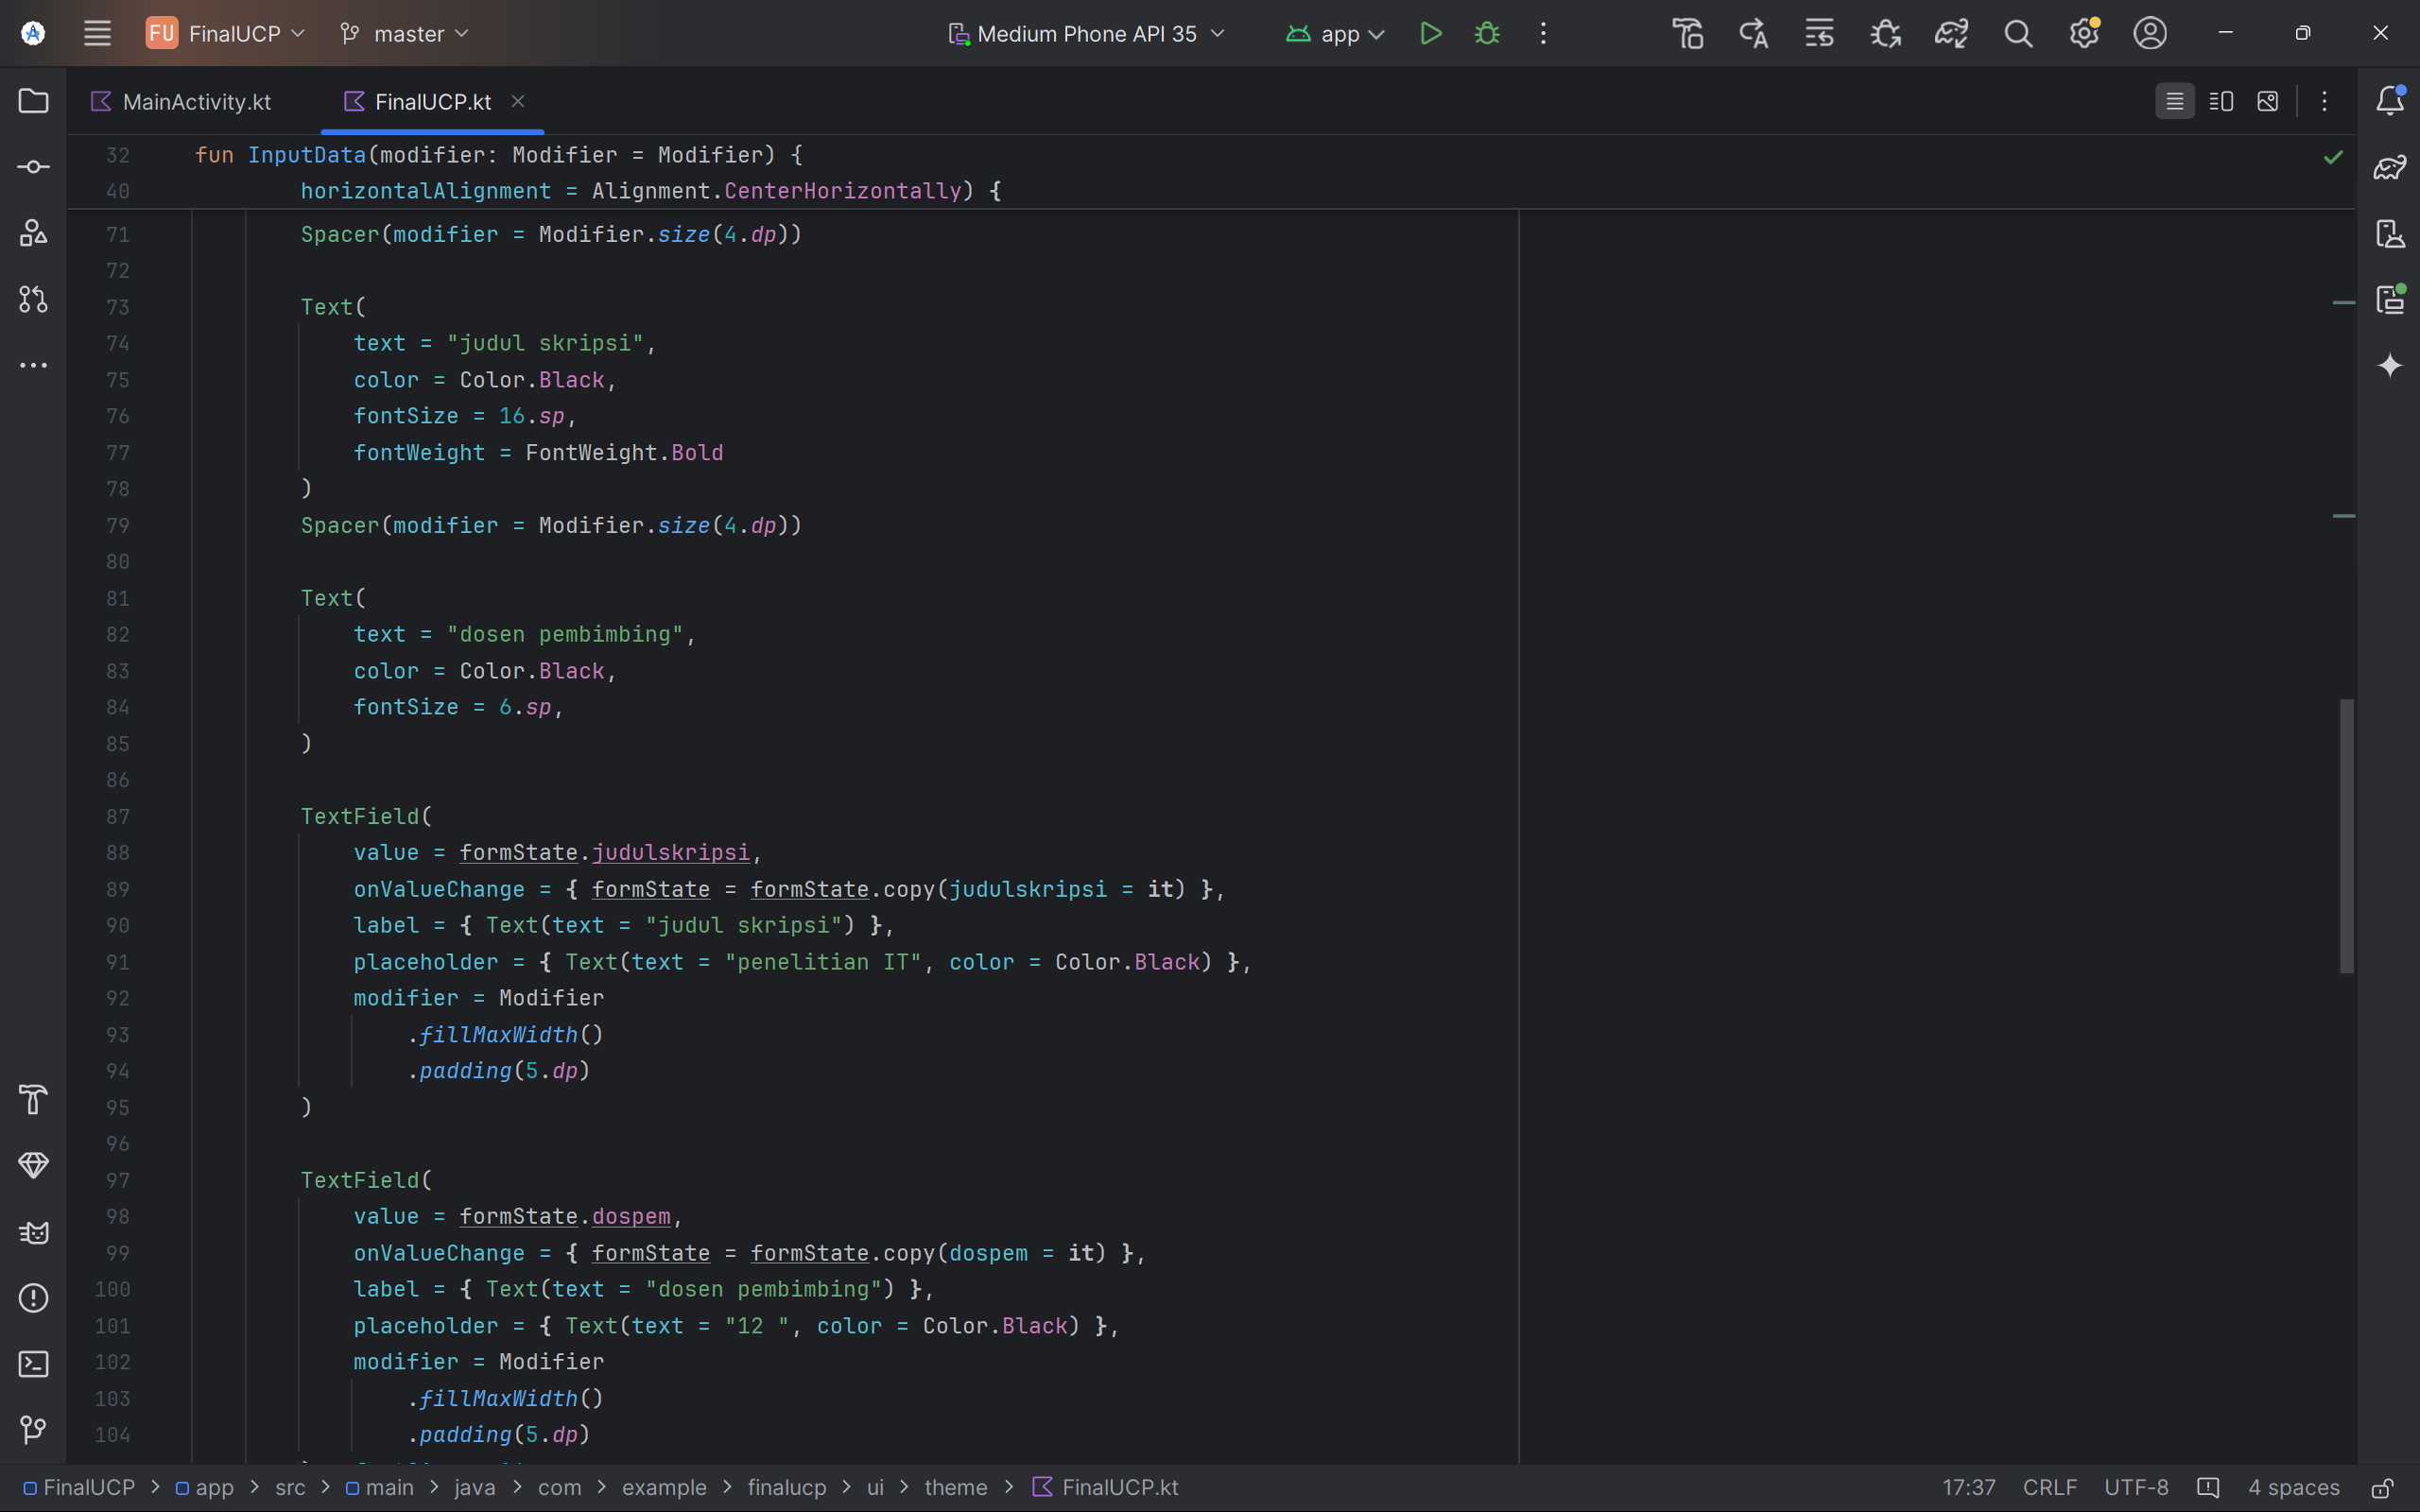 FU FinalUCP master Medium Phone API 35 app
MainActivity.kt FinalUCP.kt
32 fun InputData(modifier: Modifier = Modifier) {
40 horizontalAlignment = Alignment.CenterHorizontally) {
71 Spacer(modifier = Modifier.size(4.dp))
72
73 Text(
74 text = "judul skripsi",
75 color = Color.Black,
76 fontSize = 16.sp,
77 fontWeight = FontWeight.Bold
78 )
79 Spacer(modifier = Modifier.size(4.dp))
80
81 Text(
82 text = "dosen pembimbing",
83 color = Color.Black,
84 fontSize = 6.sp,
85 )
86
87 TextField(
88 value = formState.judulskripsi,
89 onValueChange = { formState = formState.copy(judulskripsi = it) },
90 label = { Text(text = "judul skripsi") },
91 placeholder = { Text(text = "penelitian IT", color = Color.Black) },
92 modifier = Modifier
93 .fillMaxWidth()
94 .padding(5.dp)
95 )
96
97 TextField(
98 value = formState.dospem,
99 onValueChange = { formState = formState.copy(dospem = it) },
100 label = { Text(text = "dosen pembimbing") },
101 placeholder = { Text(text = "12 ", color = Color.Black) },
102 modifier = Modifier
103 .fillMaxWidth()
104 .padding(5.dp)
FinalUCP > app > src > main > java > com > example > finalucp > ui > theme > FinalUCP.kt 17:37 CRLF UTF-8 4 spaces